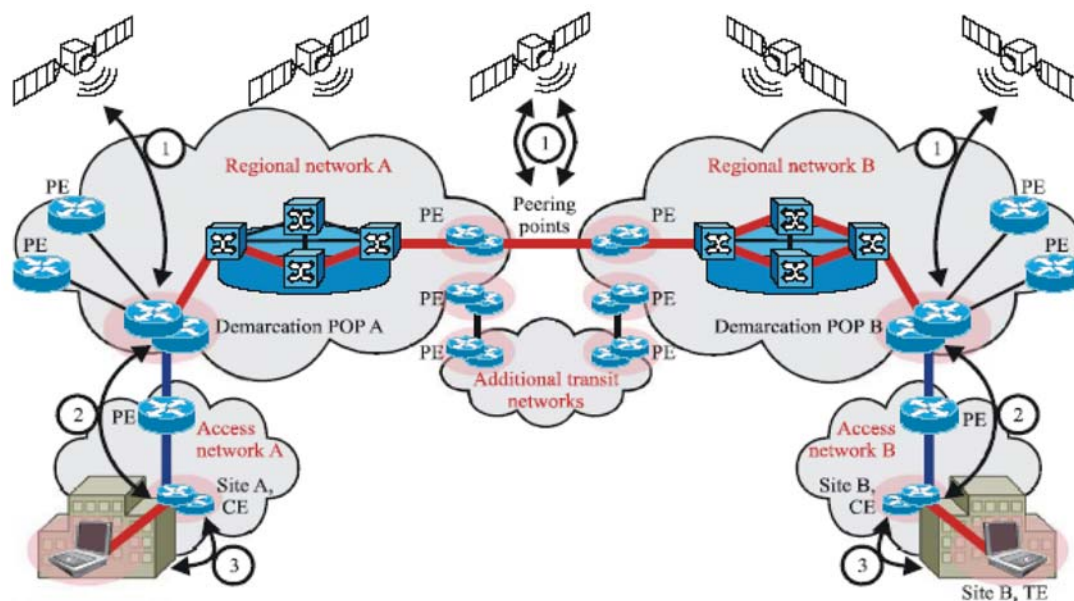 1
1
1
Regional network A
Regional network B
PE
PE
PE
Peering
points
PE
PE
PE
PE
PE
Demarcation POP A
Demarcation POP B
PE
PE
Additional transit
networks
2
PE
Access
network A
Access
network B
PE
2
Site A,
CE
Site B,
CE
3
3
Site B, TE